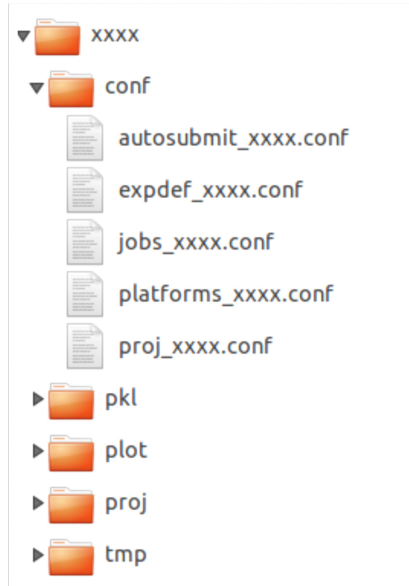 xxxx
conf
autosubmit_xxxx.conf
expdef_xxxx.conf
jobs_xxxx.conf
platforms_xxxx.conf
proj_xxxx.conf
pkl
plot
proj
tmp